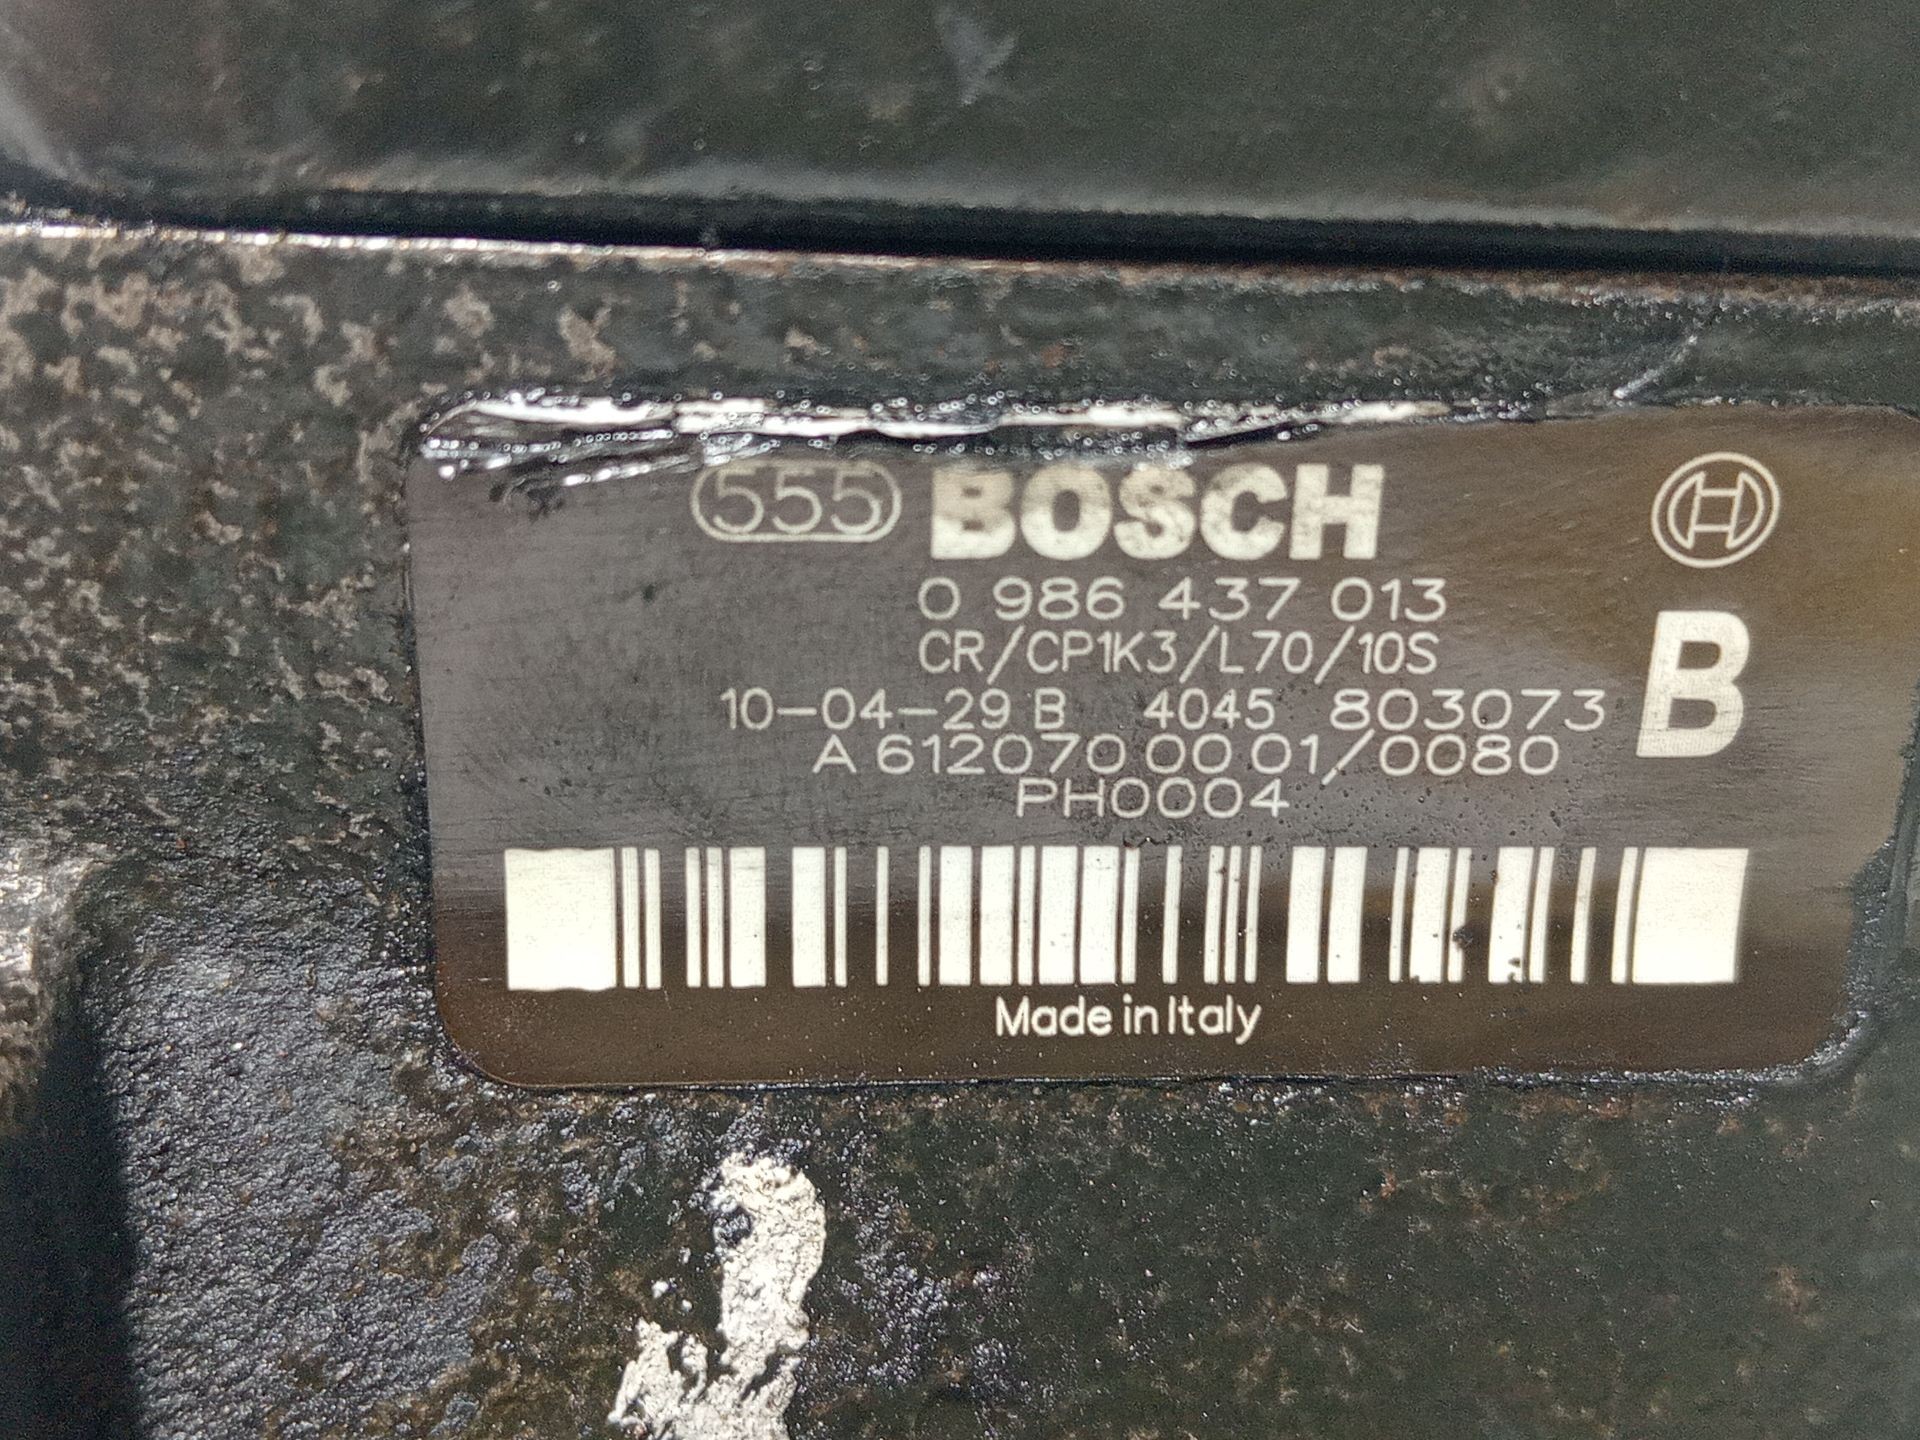 555 BOSCH
0 986 437 013
CR/CP1K3/L70/10S
B
10-04-29 B 4045 803073
A 612070 00 01/0080
PH0004
Made in Italy